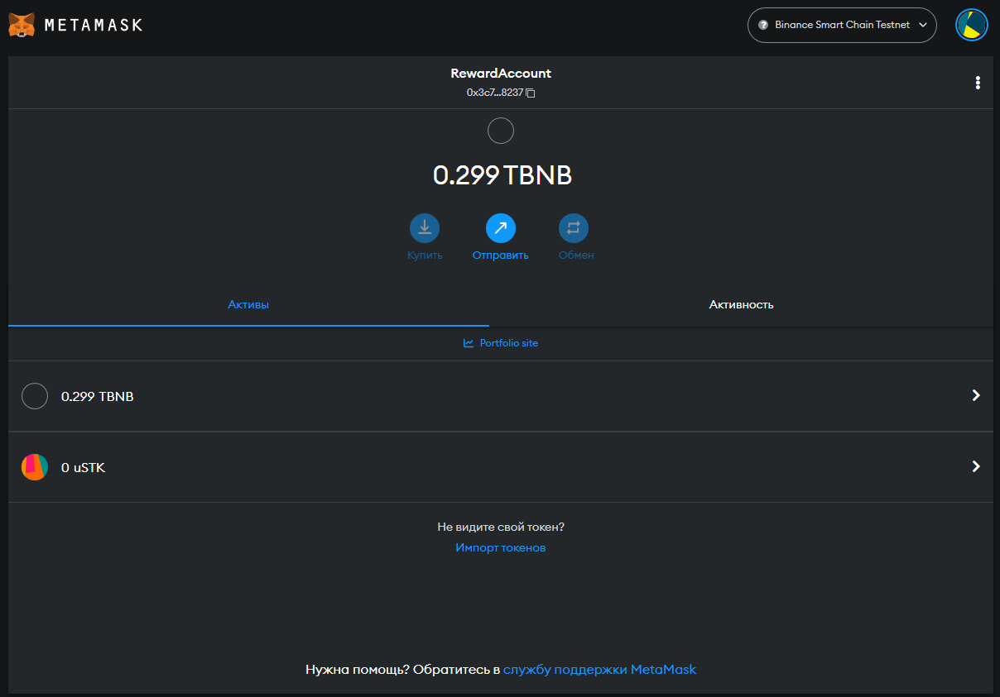 METAMASK
Binance Smart Chain Testnet
RewardAccount
0x3c7...8237
0.299 TBNB
Купить
Отправить
Обмен
Активы
Активность
Portfolio site
0.299 TBNB
0 uSTK
Не видите свой токен?
Импорт токенов
Нужна помощь? Обратитесь в службу поддержки MetaMask